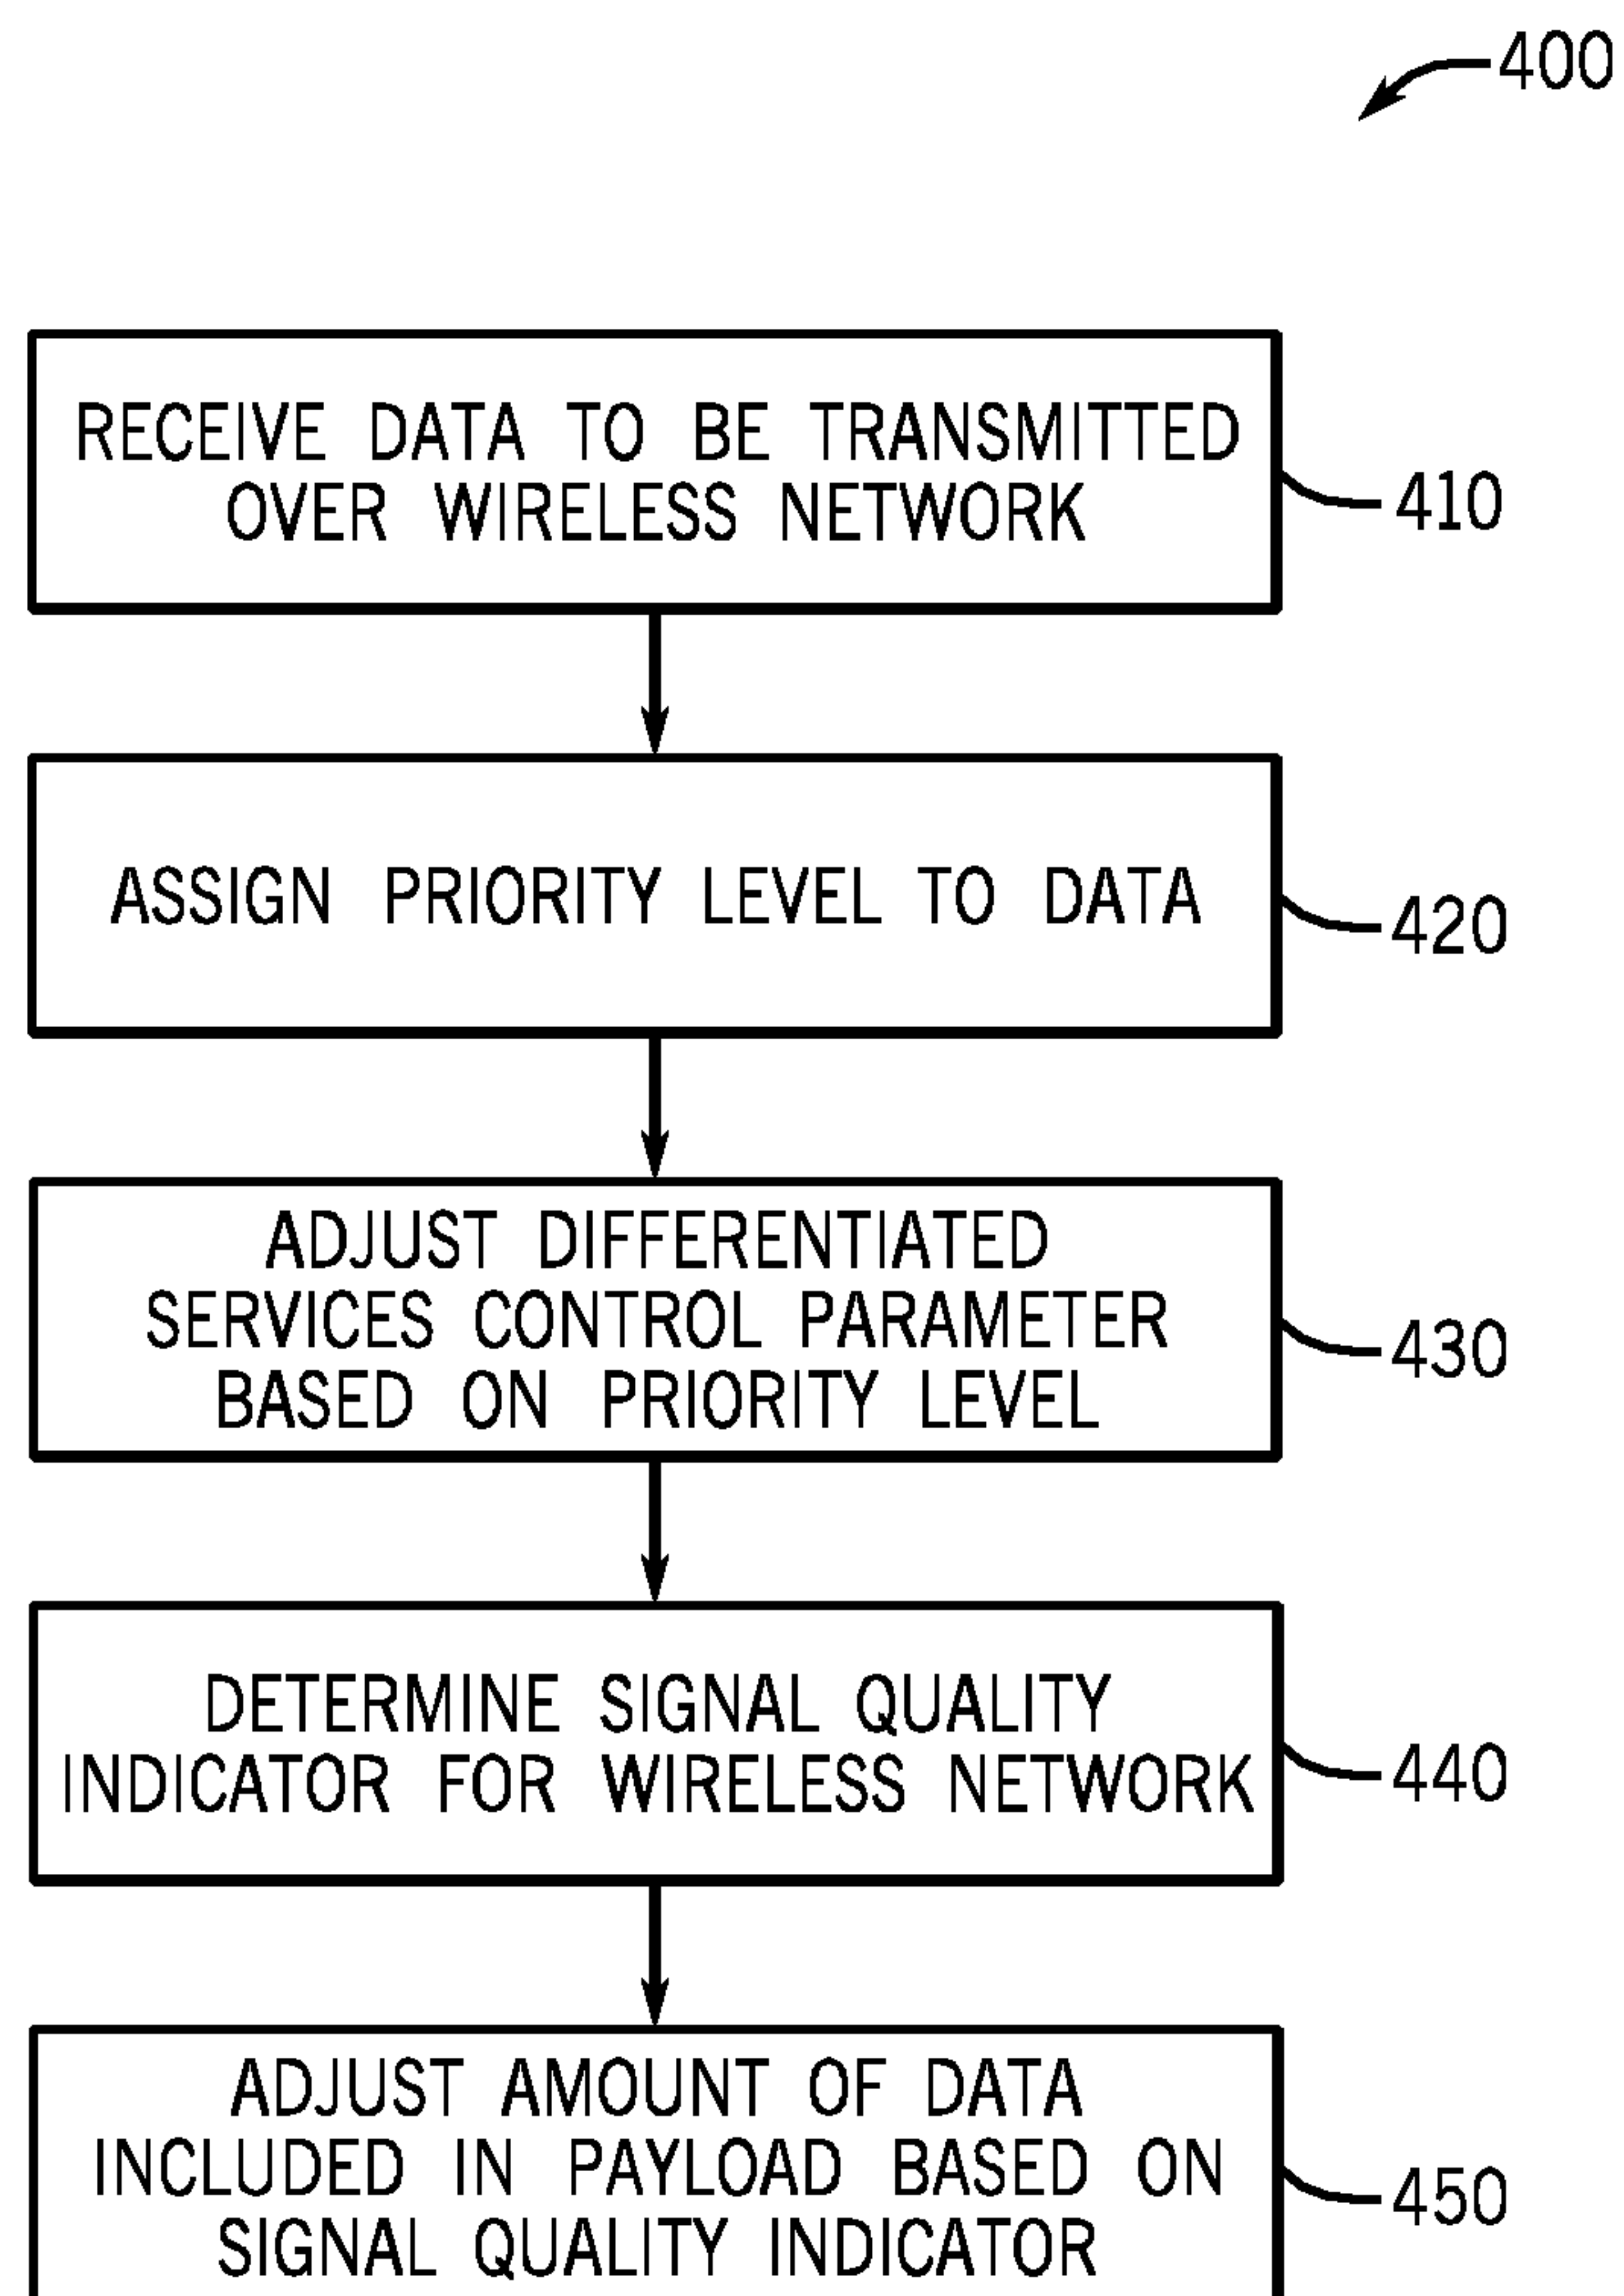 400
RECEIVE DATA TO BE TRANSMITTED
OVER WIRELESS NETWORK
410
ASSIGN PRIORITY LEVEL TO DATA
420
ADJUST DIFFERENTIATED
SERVICES CONTROL PARAMETER
BASED ON PRIORITY LEVEL
430
DETERMINE SIGNAL QUALITY
INDICATOR FOR WIRELESS NETWORK
440
ADJUST AMOUNT OF DATA
INCLUDED IN PAYLOAD BASED ON
SIGNAL QUALITY INDICATOR
450